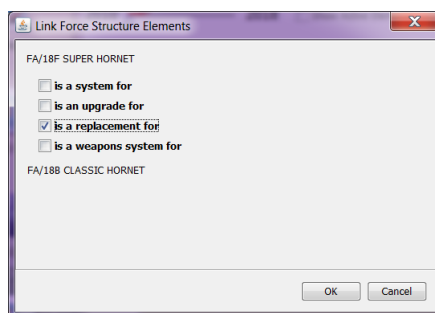 Link Force Structure Elements
FA/18F SUPER HORNET
is a system for
is an upgrade for
is a replacement for
is a weapons system for
FA/18B CLASSIC HORNET
OK Cancel